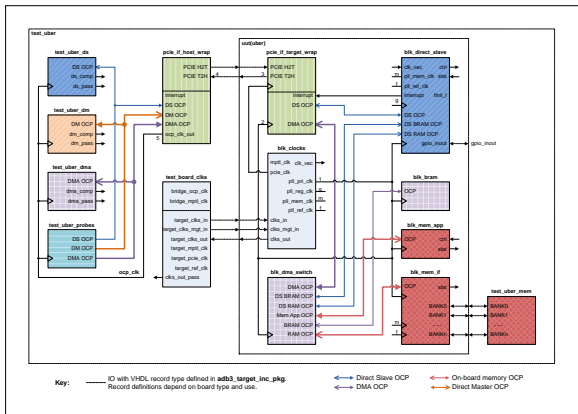 test_uber
uut(uber)
test_uber_ds
DS OCP
ds_comp
ds_pass
test_uber_dm
DM OCP
dm_comp
dm_pass
test_uber_dma
DMA OCP
dma_comp
dma_pass
test_uber_probes
DS OCP
DM OCP
DMA OCP
ocp_clk
pcie_if_host_wrap
PCIE H2T
PCIE T2H
interrupt
DS OCP
DM OCP
DMA OCP
ocp_clk_out
4
5
test_board_clks
bridge_ocp_clk
bridge_mptl_clk
target_clks_in
target_clks_mgt_in
target_clks_out
target_mptl_clk
target_pcie_clk
target_ref_clk
clks_out_pass
pcie_if_target_wrap
PCIE H2T
PCIE T2H
interrupt
DS OCP
DMA OCP
3
2
blk_clocks
mptl_clk
clk_vec
pcie_clk
pll_pri_clk
pll_reg_clk
pll_mem_clk
pll_ref_clk
clks_in
clks_mgt_in
clks_out
blk_dma_switch
DMA OCP
DS BRAM OCP
DS RAM OCP
Mem App OCP
BRAM OCP
RAM OCP
blk_direct_slave
clk_vec
ctrl
pll_mem_clk
stat
pll_ref_clk
interrupt
DS OCP
DS BRAM OCP
DS RAM OCP
gpio_inout
gpio_inout
blk_bram
OCP
blk_mem_app
OCP
ctrl
stat
blk_mem_if
OCP
stat
BANK0
BANK1
- - -
BANKn
test_uber_mem
BANK0
BANK1
- - -
BANKn
Key:
IO with VHDL record type defined in adb3_target_inc_pkg.
Record definitions depend on board type and use.
Direct Slave OCP
DMA OCP
On-board memory OCP
Direct Master OCP